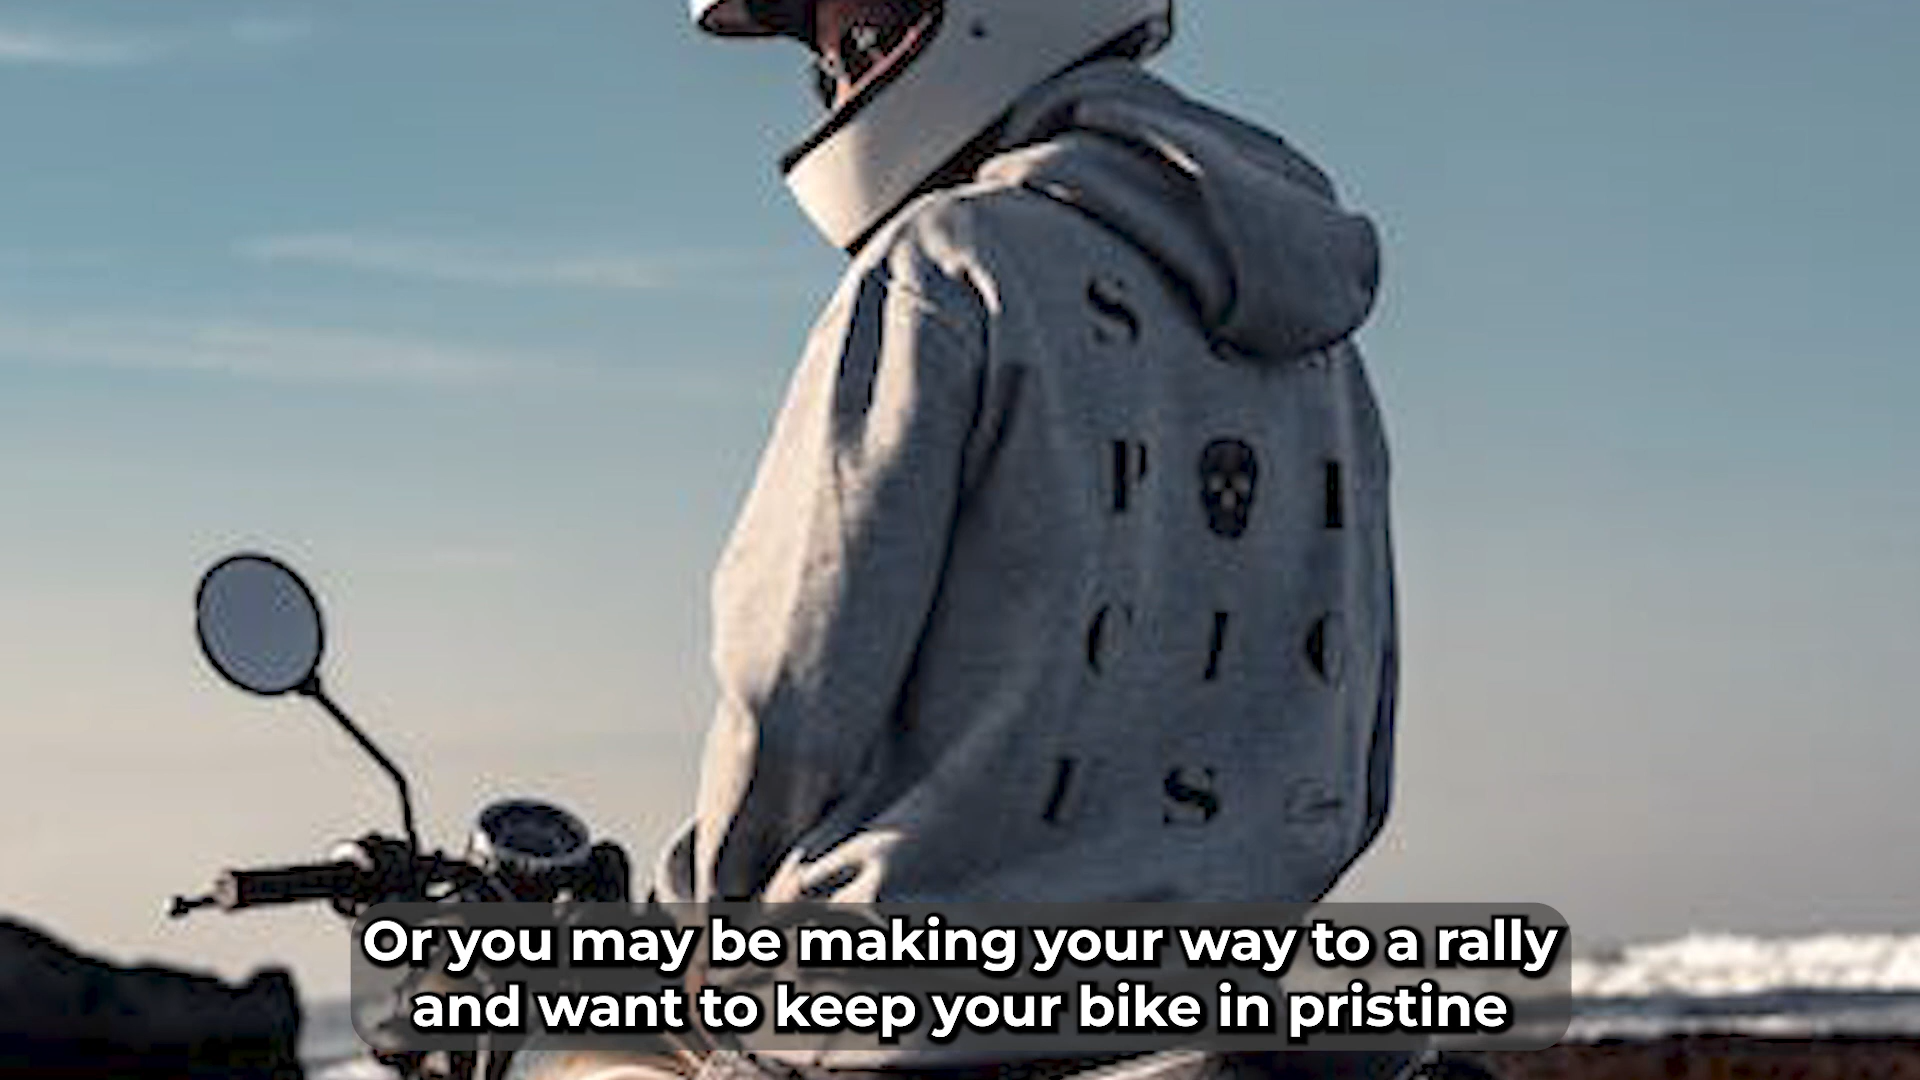 S
P I
C I C
I S
Or you may be making your way to a rally
and want to keep your bike in pristine